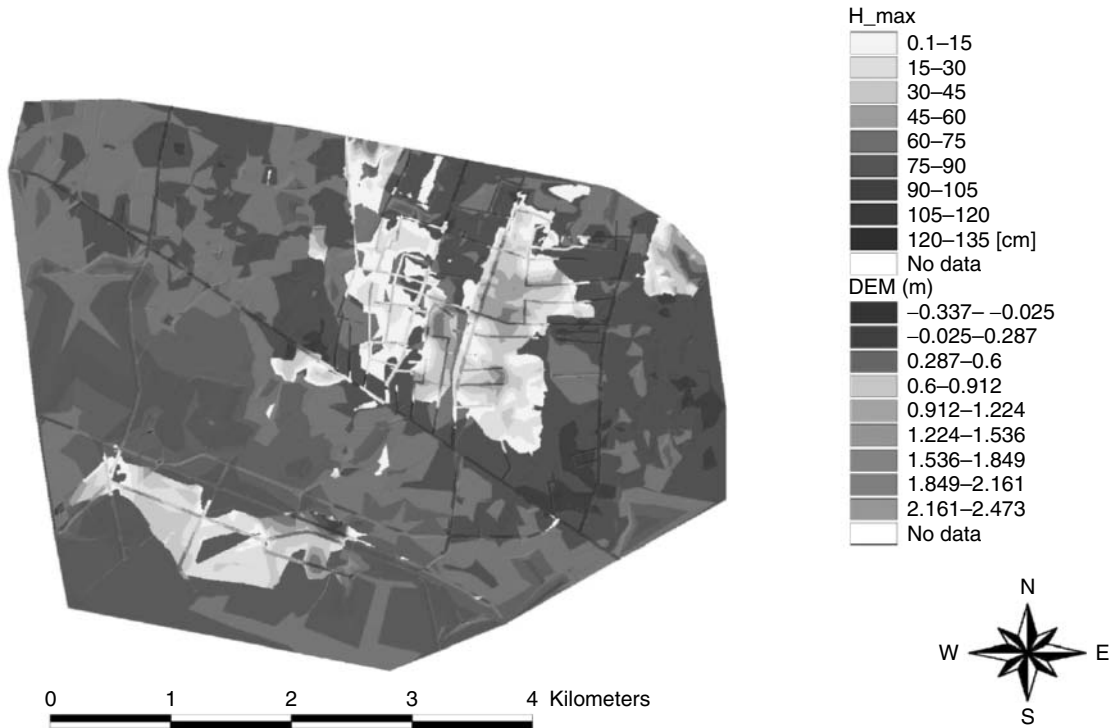 H_max
0.1–15
15–30
30–45
45–60
60–75
75–90
90–105
105–120
120–135 [cm]
No data
DEM (m)
–0.337– –0.025
–0.025–0.287
0.287–0.6
0.6–0.912
0.912–1.224
1.224–1.536
1.536–1.849
1.849–2.161
2.161–2.473
No data
N
W E
S
0 1 2 3 4 Kilometers